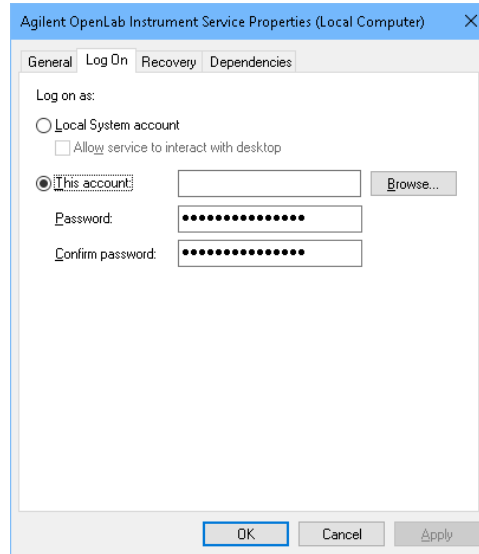 Agilent OpenLab Instrument Service Properties (Local Computer)
General Log On Recovery Dependencies
Log on as:
Local System account
Allow service to interact with desktop
This account: Browse...
Password: •••••••••••••••
Confirm password: •••••••••••••••
OK Cancel Apply